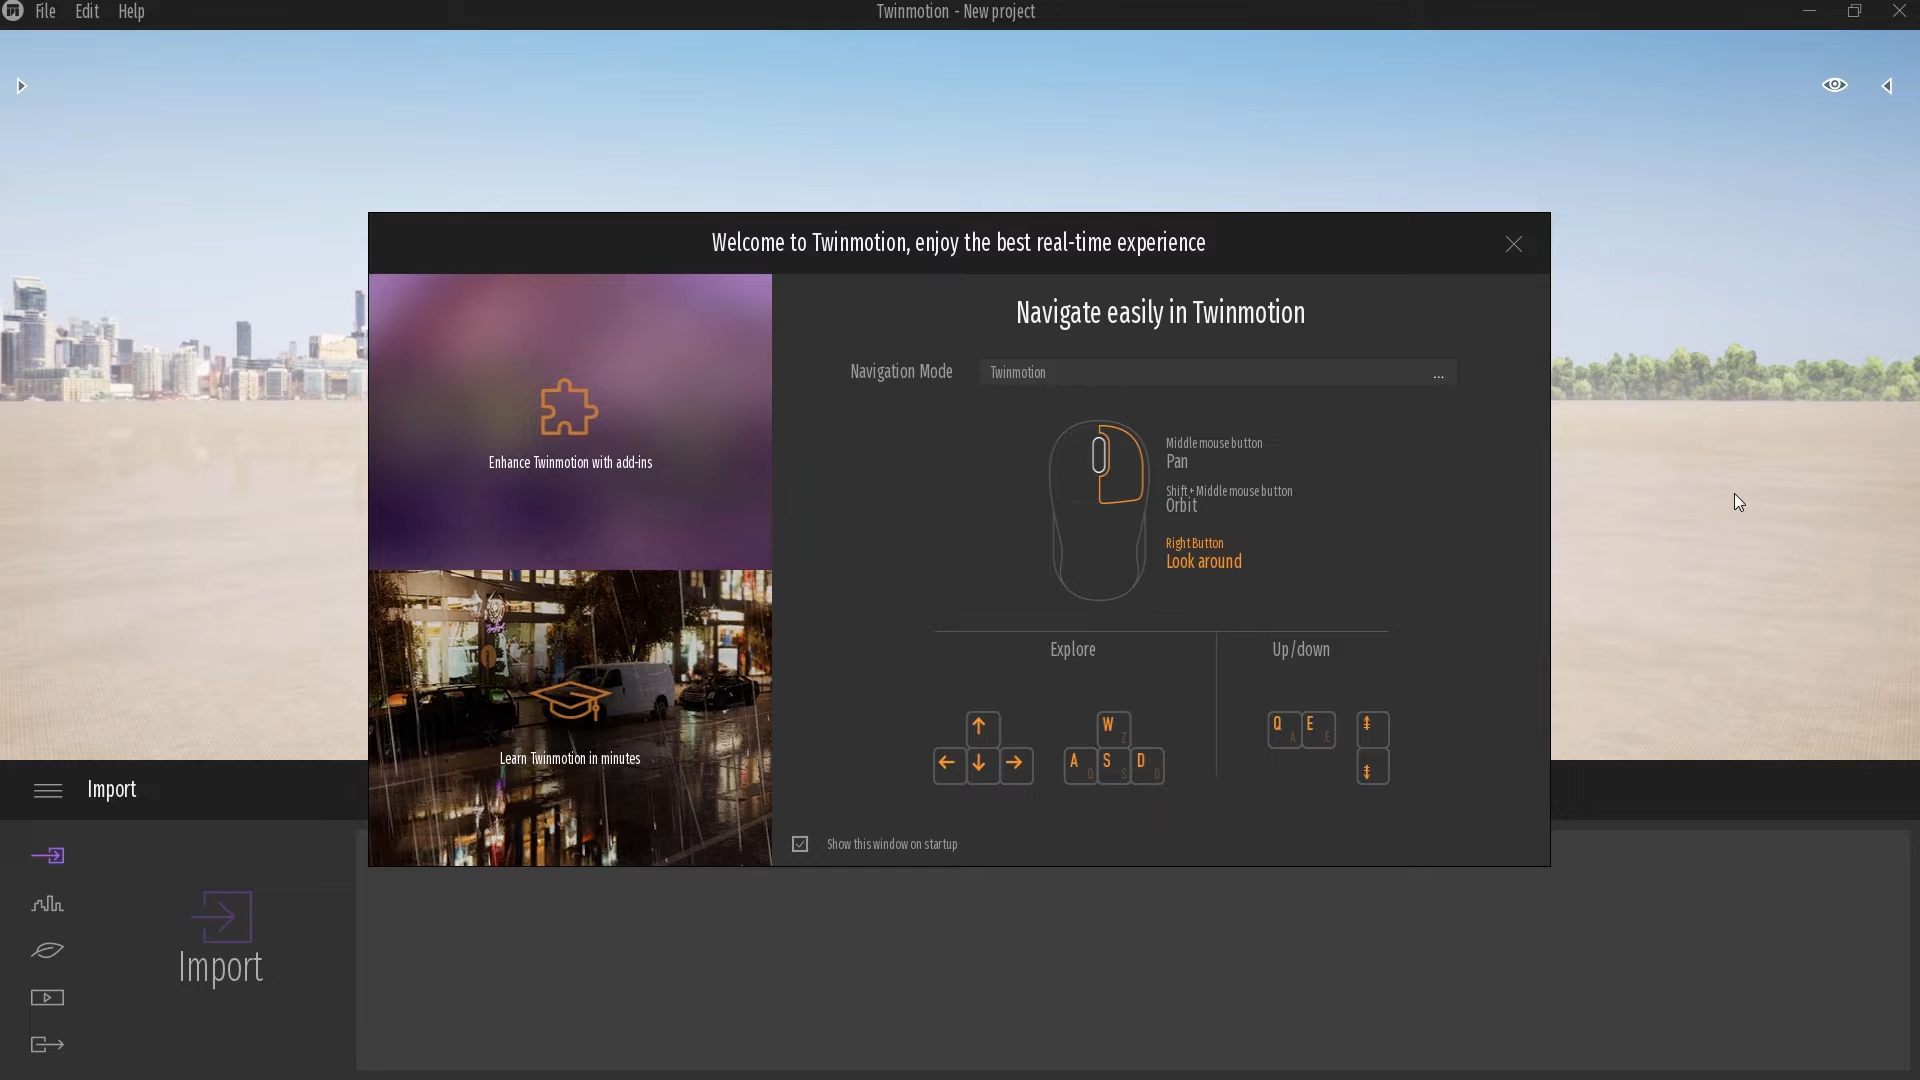 File Edit Help
Twinmotion - New project
Welcome to Twinmotion, enjoy the best real-time experience
Enhance Twinmotion with add-ins
Learn Twinmotion in minutes
Navigate easily in Twinmotion
Navigation Mode Twinmotion ...
Middle mouse button
Pan
Shift + Middle mouse button
Orbit
Right Button
Look around
Explore Up/down
W Z Q A E E
A Q S S D D
Show this window on startup
Import
Import